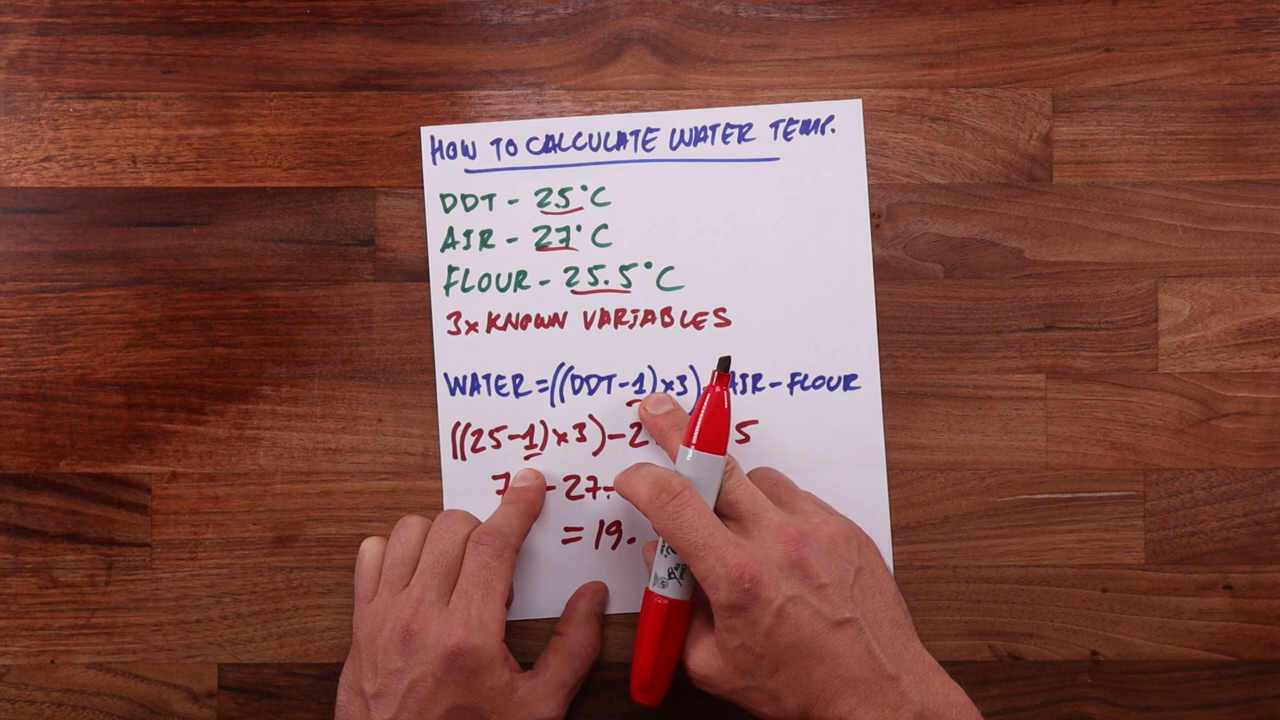 HOW TO CALCULATE WATER TEMP.
DDT - 25°C
AIR - 27°C
FLOUR - 25.5°C
3x KNOWN VARIABLES
WATER = ((DDT-1)x3) - AIR - FLOUR
((25-1)x3) - 2 5
7 - 27 -
= 19.